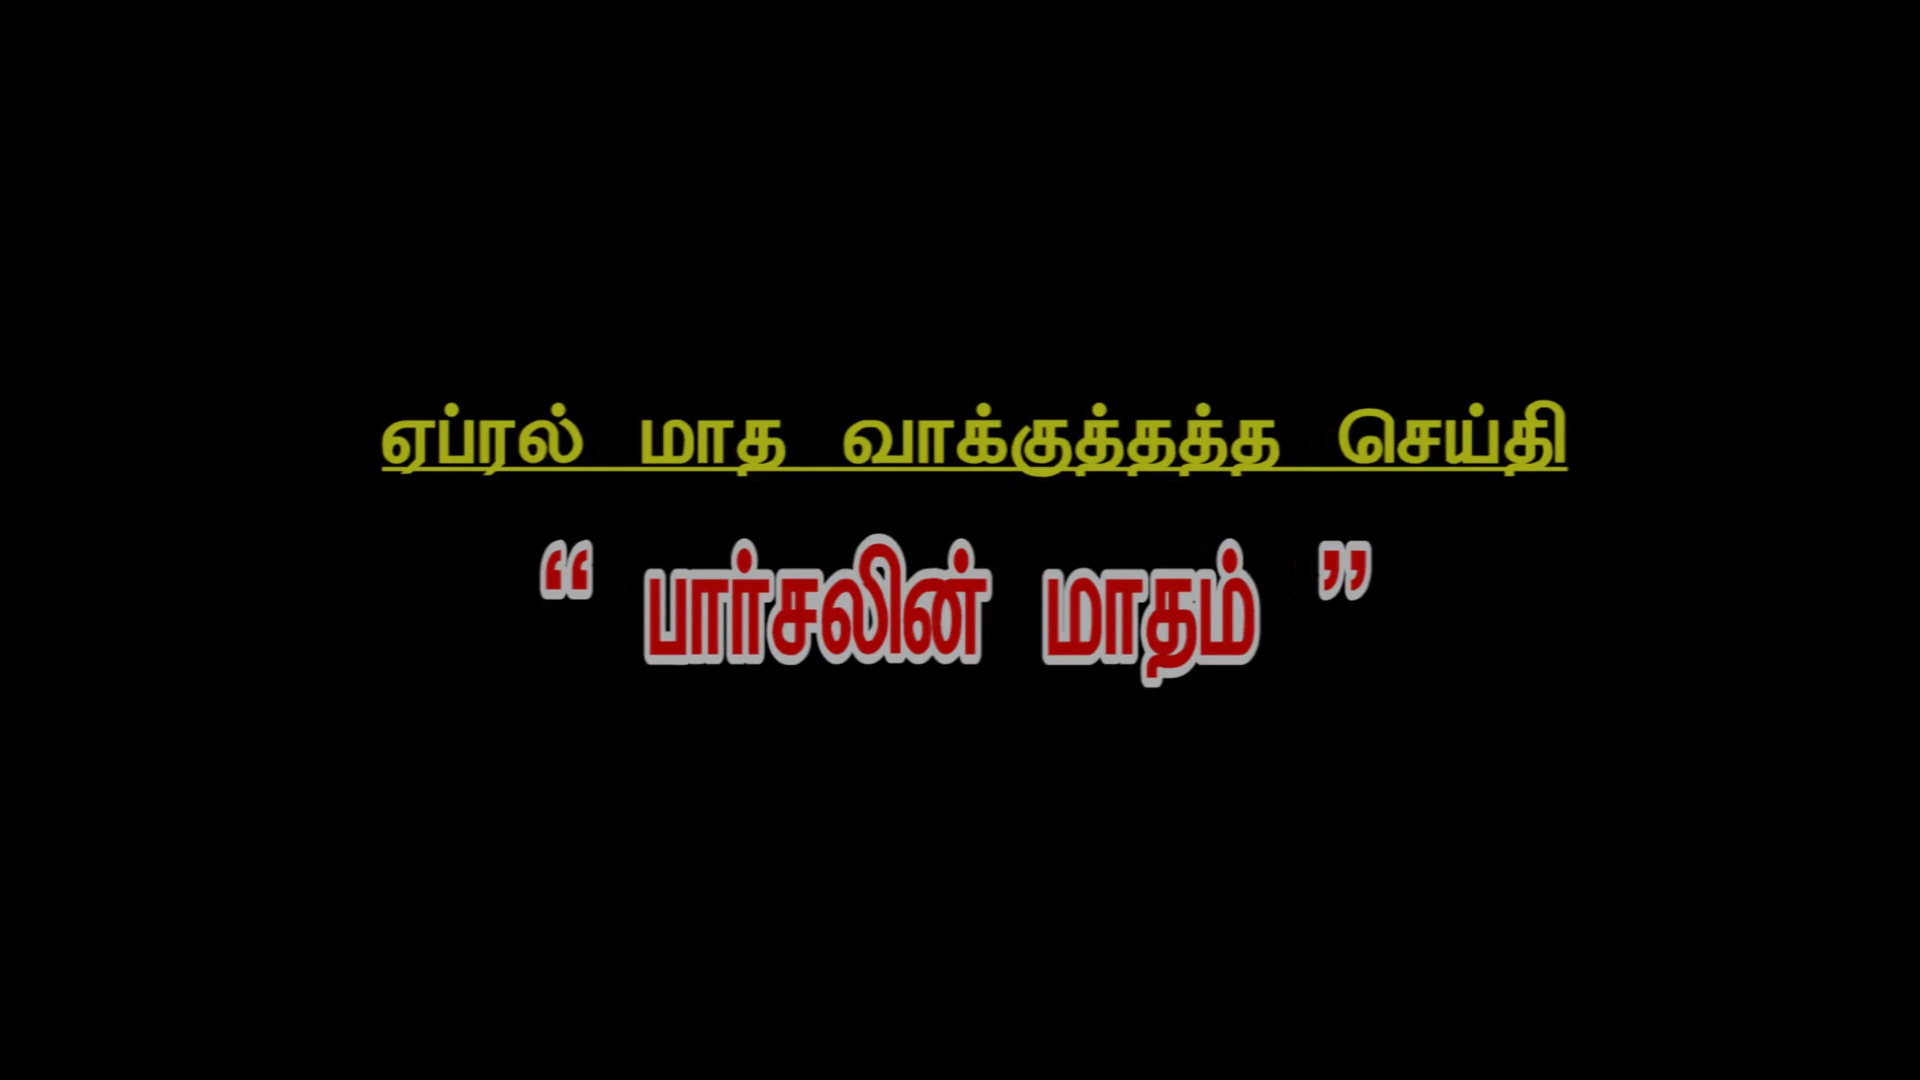 ஏப்ரல் மாத வாக்குத்தத்த செய்தி
“ பார்சலின் மாதம் ”